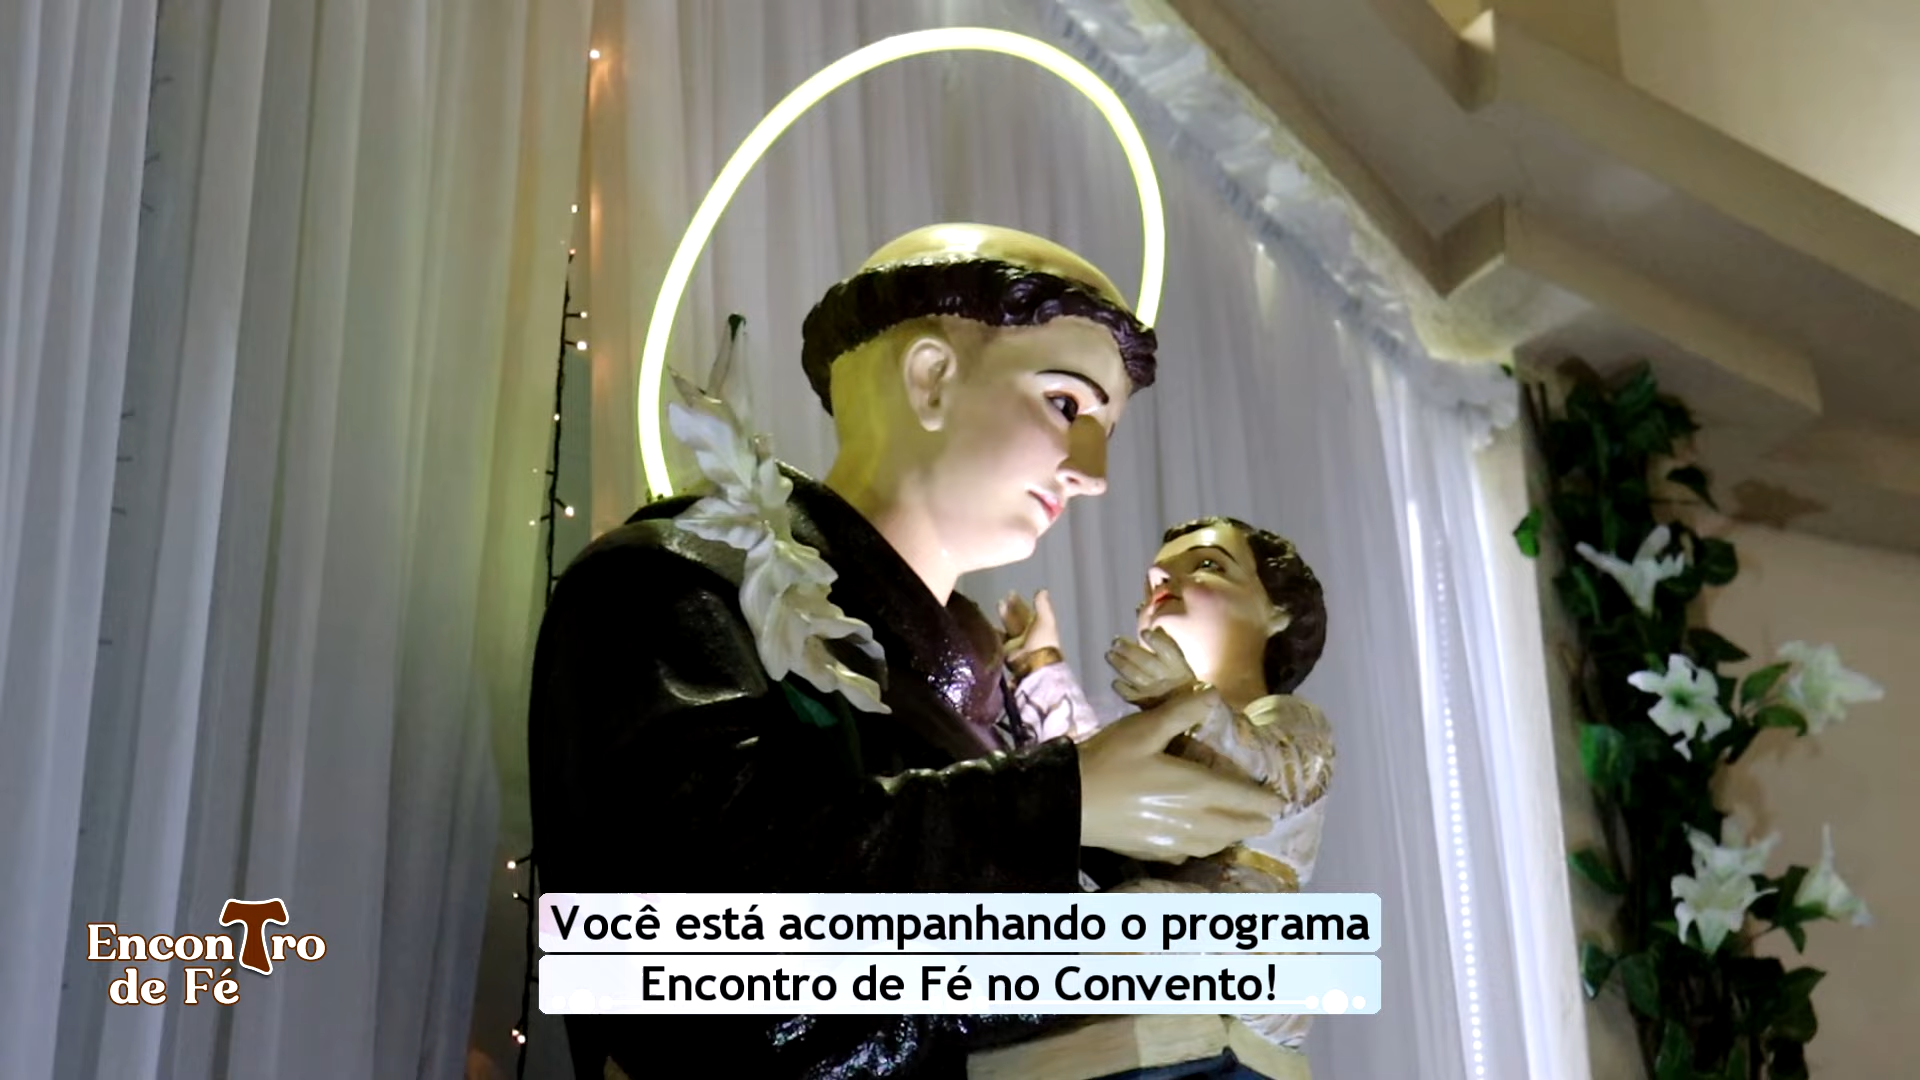 Encontro
de Fé
Você está acompanhando o programa
Encontro de Fé no Convento!